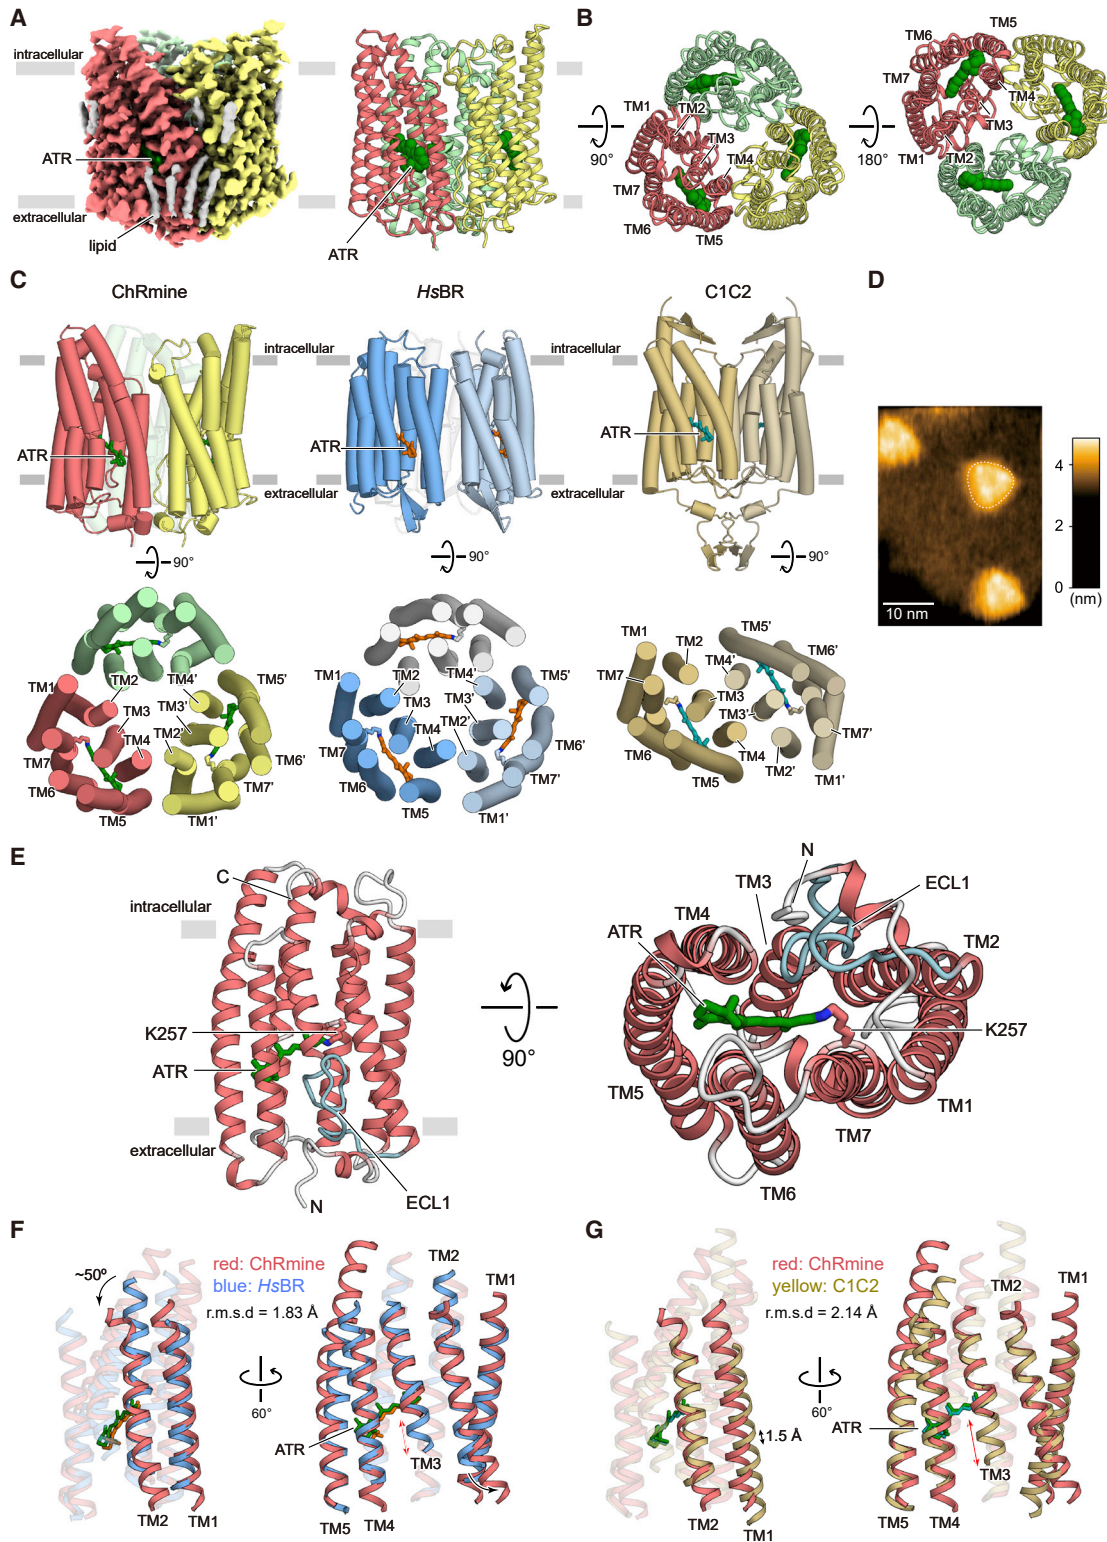 A
intracellular
ATR
extracellular
lipid
ATR
B
90°
TM1
TM2
TM3
TM4
TM7
TM6
TM5
180°
TM5
TM6
TM7
TM4
TM3
TM1
TM2
C
ChRmine
HsBR
C1C2
intracellular
intracellular
ATR
ATR
ATR
extracellular
extracellular
90°
90°
90°
TM1
TM2
TM4'
TM5'
TM3
TM3'
TM4
TM2'
TM7
TM6'
TM6
TM7'
TM5
TM1'
TM1
TM2
TM4'
TM5'
TM3
TM3'
TM4
TM2'
TM7
TM6'
TM6
TM7'
TM5
TM1'
TM1
TM2
TM5'
TM4'
TM6'
TM7
TM3
TM3'
TM6
TM4
TM7'
TM5
TM2'
TM1'
D
4
2
0
(nm)
10 nm
E
C
intracellular
K257
ATR
extracellular
N
ECL1
90°
N
TM3
ECL1
TM4
ATR
TM2
K257
TM5
TM1
TM7
TM6
F
~50°
red: ChRmine
blue: HsBR
r.m.s.d = 1.83 Å
60°
TM2
TM1
TM2
TM1
ATR
TM3
TM5
TM4
G
red: ChRmine
yellow: C1C2
r.m.s.d = 2.14 Å
60°
1.5 Å
TM2
TM1
TM2
TM1
ATR
TM3
TM5
TM4